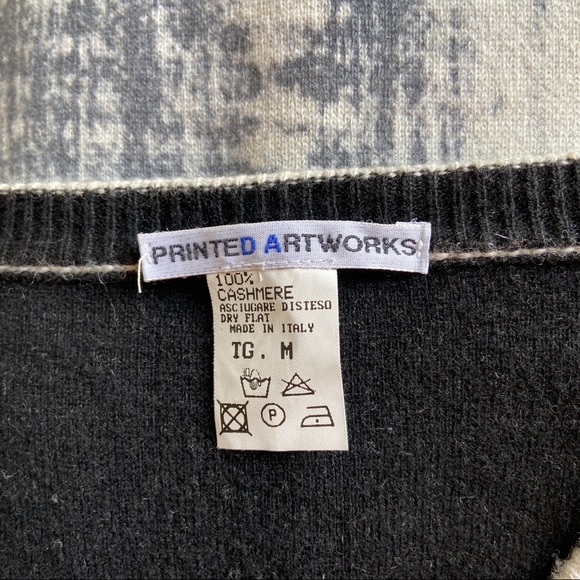 PRINTED ARTWORKS
100%
CASHMERE
ASCIUGARE DISTESO
DRY FLAT
MADE IN ITALY
TG. M
P